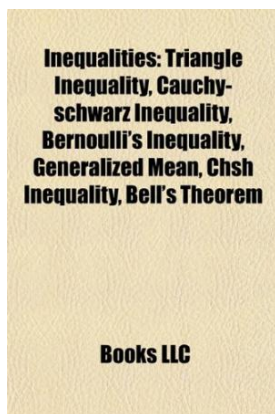 Inequalities: Triangle
Inequality, Cauchy-
schwarz Inequality,
Bernoulli's Inequality,
Generalized Mean, Chsh
Inequality, Bell's Theorem
Books LLC